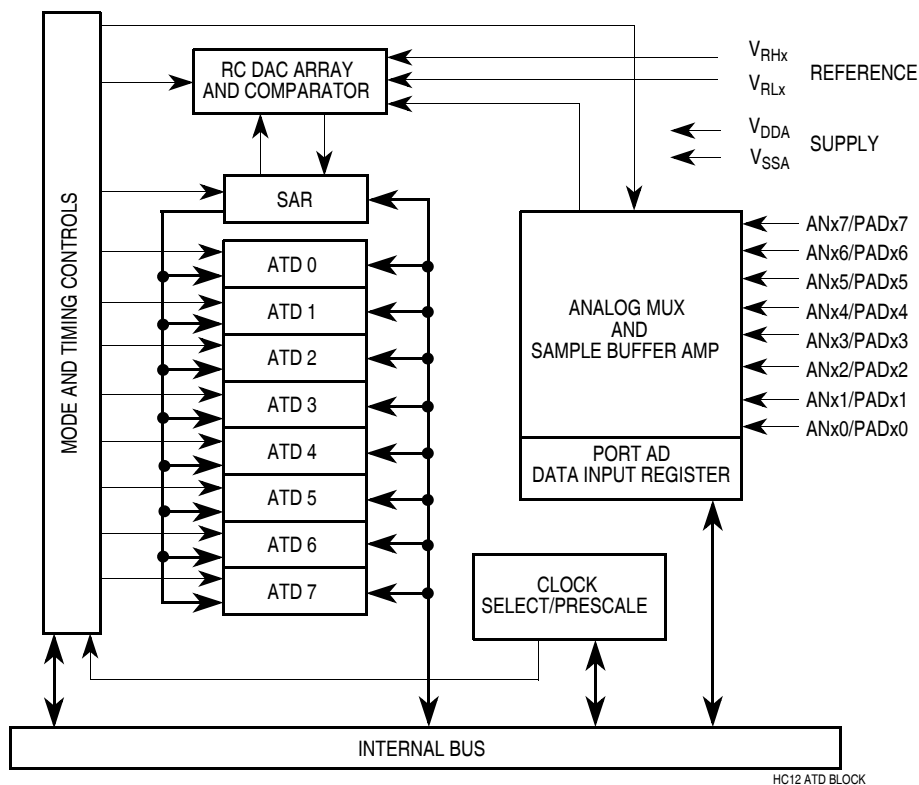 RC DAC ARRAY
AND COMPARATOR
VRHx
VRLx
REFERENCE
VDDA
VSSA
SUPPLY
MODE AND TIMING CONTROLS
SAR
ATD 0
ATD 1
ATD 2
ATD 3
ATD 4
ATD 5
ATD 6
ATD 7
ANALOG MUX
AND
SAMPLE BUFFER AMP
PORT AD
DATA INPUT REGISTER
ANx7/PADx7
ANx6/PADx6
ANx5/PADx5
ANx4/PADx4
ANx3/PADx3
ANx2/PADx2
ANx1/PADx1
ANx0/PADx0
CLOCK
SELECT/PRESCALE
INTERNAL BUS
HC12 ATD BLOCK